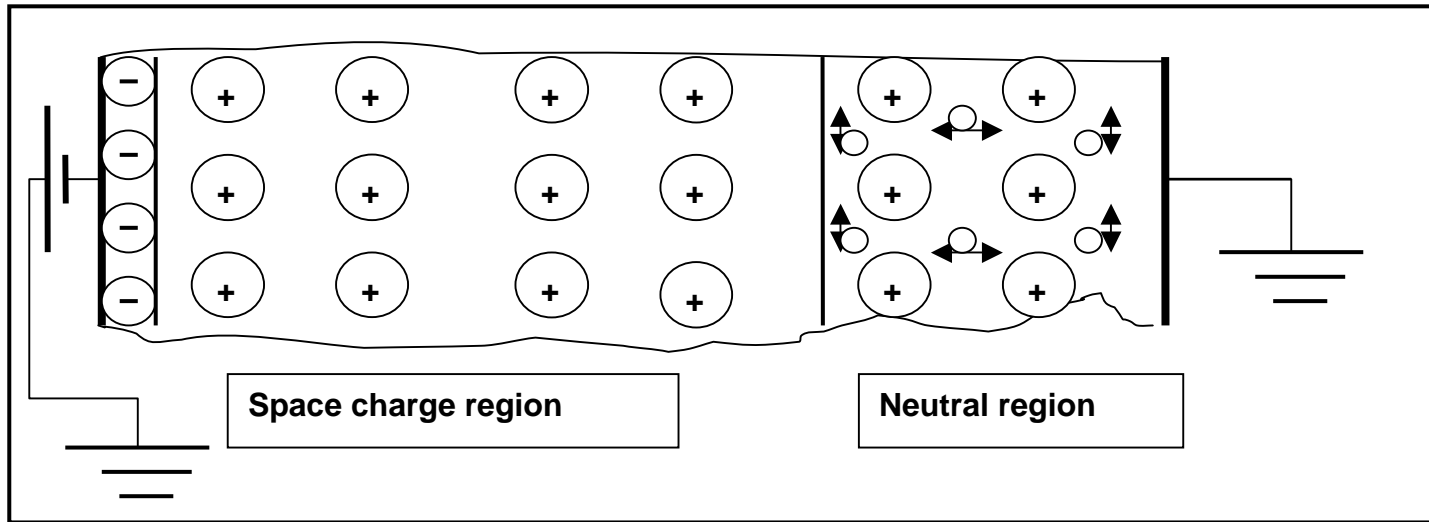 − + + + + + +
− + + + + + +
−
− + + + + + +
Space charge region
Neutral region